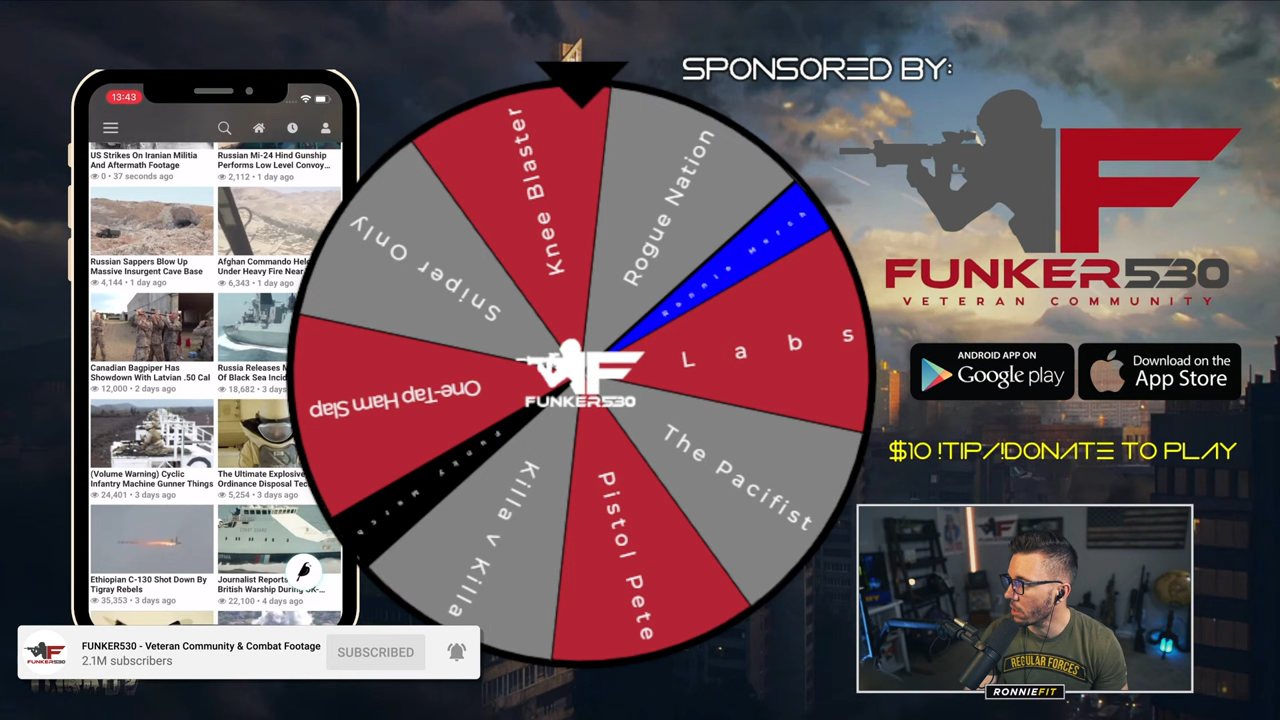 SPONSORED BY:
13:43
US Strikes On Iranian Militia
And Aftermath Footage
0 • 37 seconds ago
Russian Mi-24 Hind Gunship
Performs Low Level Convoy...
2,112 • 1 day ago
Russian Sappers Blow Up
Massive Insurgent Cave Base
4,144 • 1 day ago
Afghan Commando Hel
Under Heavy Fire Near
6,343 • 1 day ago
Canadian Bagpiper Has
Showdown With Latvian .50 Cal
12,000 • 2 days ago
Russia Releases
Of Black Sea Inci
18,682 • 3 days
(Volume Warning) Cyclic
Infantry Machine Gunner Things
24,401 • 3 days ago
The Ultimate Explosive
Ordinance Disposal Tec
5,254 • 3 days ago
Ethiopian C-130 Shot Down By
Tigray Rebels
35,353 • 3 days ago
Journalist Reports
British Warship During
22,100 • 4 days ago
Knee Blaster
Rogue Nation
Labs
The Pacifist
Pistol Pete
Killa v Killa
One-Tap Ham Slap
Sniper Only
FUNKER530
FUNKER530
VETERAN COMMUNITY
ANDROID APP ON
Google play
Download on the
App Store
$10 !TIP/!DONATE TO PLAY
REGULAR FORCES
RONNIEFIT
FUNKER530
FUNKER530 - Veteran Community & Combat Footage
2.1M subscribers
SUBSCRIBED